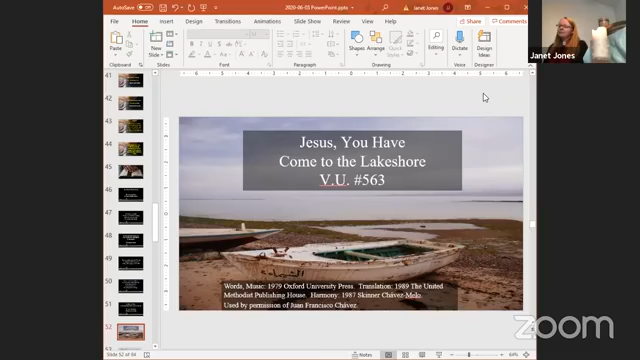 AutoSave
Off
2020-06-03 PowerPoint.pptx
Janet Jones
File
Home
Insert
Design
Transitions
Animations
Slide Show
Review
View
Help
Share
Comments
Paste
New
Slide
Shapes
Arrange
Editing
Dictate
Design
Ideas
Clipboard
Slides
Font
Paragraph
Drawing
Voice
Designer
Janet Jones
41
42
43
44
45
46
47
48
49
50
51
52
Jesus, You Have
Come to the Lakeshore
V.U. #563
Words, Music: 1979 Oxford University Press. Translation: 1989 The United
Methodist Publishing House. Harmony: 1987 Skinner Chávez-Melo.
Used by permission of Juan Francisco Chávez.
Slide 52 of 94
Notes
64%
zoom